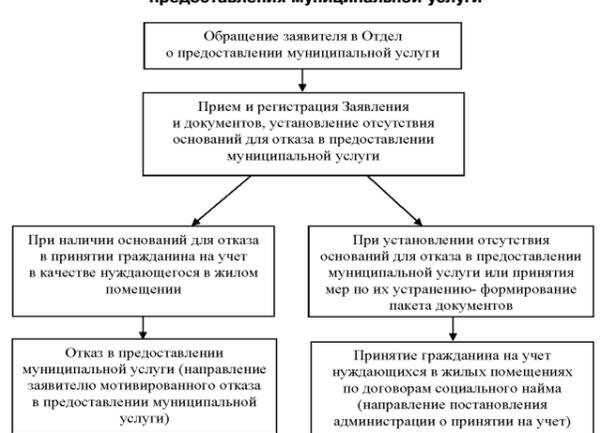 предоставления муниципальной услуги
Обращение заявителя в Отдел
о предоставлении муниципальной услуги
Прием и регистрация Заявления
и документов, установление отсутствия
оснований для отказа в предоставлении
муниципальной услуги
При наличии оснований для отказа
в принятии гражданина на учет
в качестве нуждающегося в жилом
помещении
При установлении отсутствия
оснований для отказа в предоставлении
муниципальной услуги или принятия
мер по их устранению- формирование
пакета документов
Отказ в предоставлении
муниципальной услуги (направление
заявителю мотивированного отказа
в предоставлении муниципальной
услуги)
Принятие гражданина на учет
нуждающихся в жилых помещениях
по договорам социального найма
(направление постановления
администрации о принятии на учет)